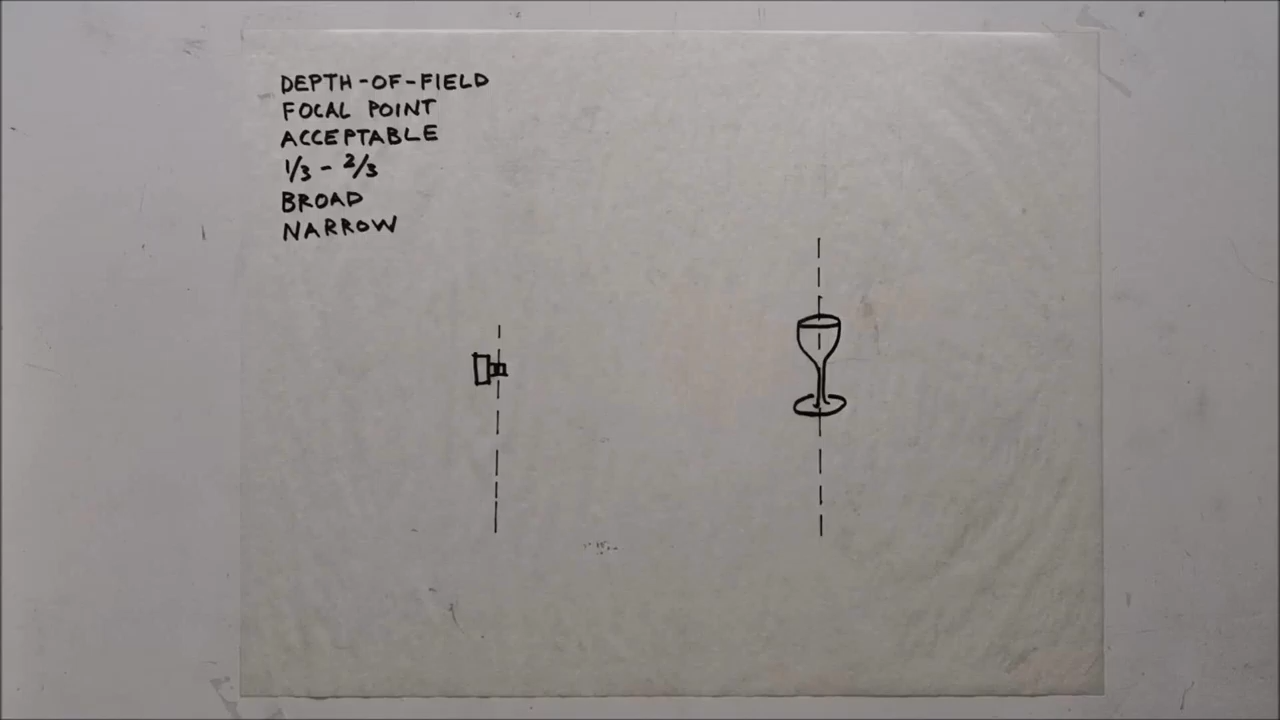 DEPTH-OF-FIELD
FOCAL POINT
ACCEPTABLE
1/3 - 2/3
BROAD
NARROW